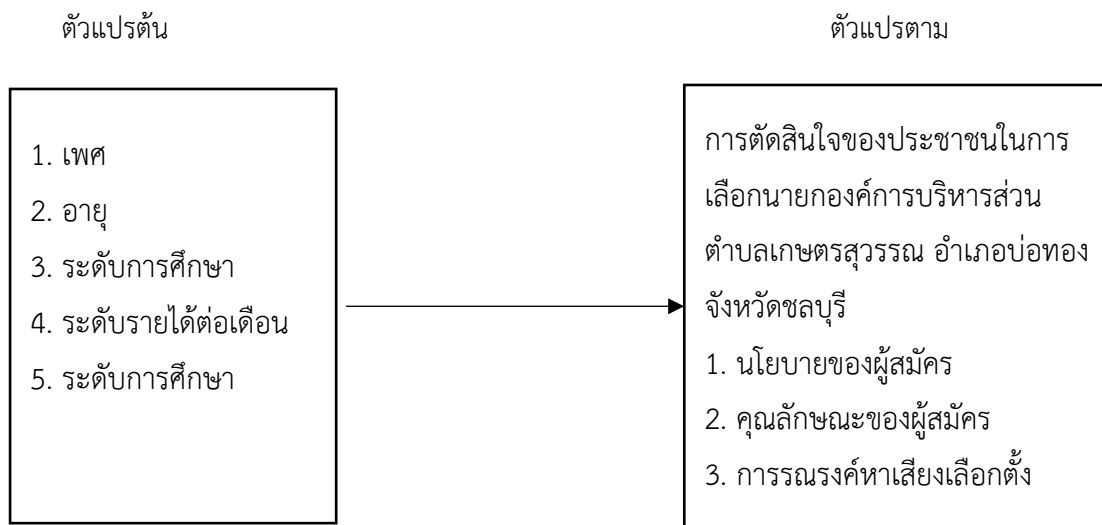 ตัวแปรต้น
ตัวแปรตาม
1. เพศ
2. อายุ
3. ระดับการศึกษา
4. ระดับรายได้ต่อเดือน
5. ระดับการศึกษา
การตัดสินใจของประชาชนในการ
เลือกนายกองค์การบริหารส่วน
ตำบลเกษตรสุวรรณ อำเภอบ่อทอง
จังหวัดชลบุรี
1. นโยบายของผู้สมัคร
2. คุณลักษณะของผู้สมัคร
3. การรณรงค์หาเสียงเลือกตั้ง